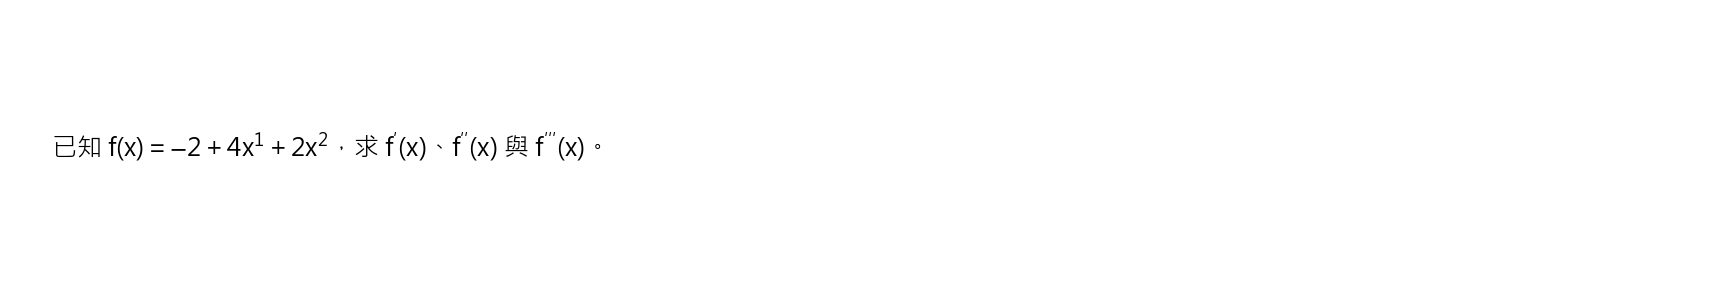 已知 f(x) = −2 + 4x¹ + 2x²，求 f′(x)、f′′(x) 與 f′′′(x)。